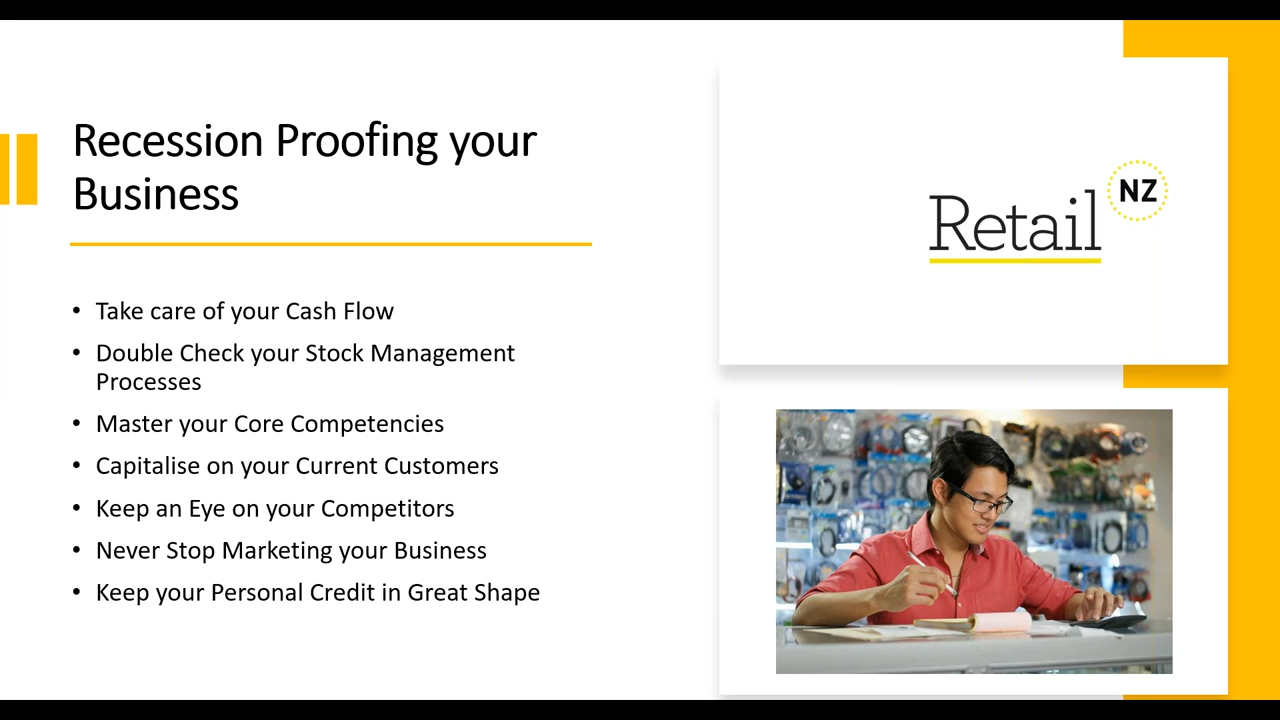 Recession Proofing your
Business
• Take care of your Cash Flow
• Double Check your Stock Management
Processes
• Master your Core Competencies
• Capitalise on your Current Customers
• Keep an Eye on your Competitors
• Never Stop Marketing your Business
• Keep your Personal Credit in Great Shape
Retail NZ